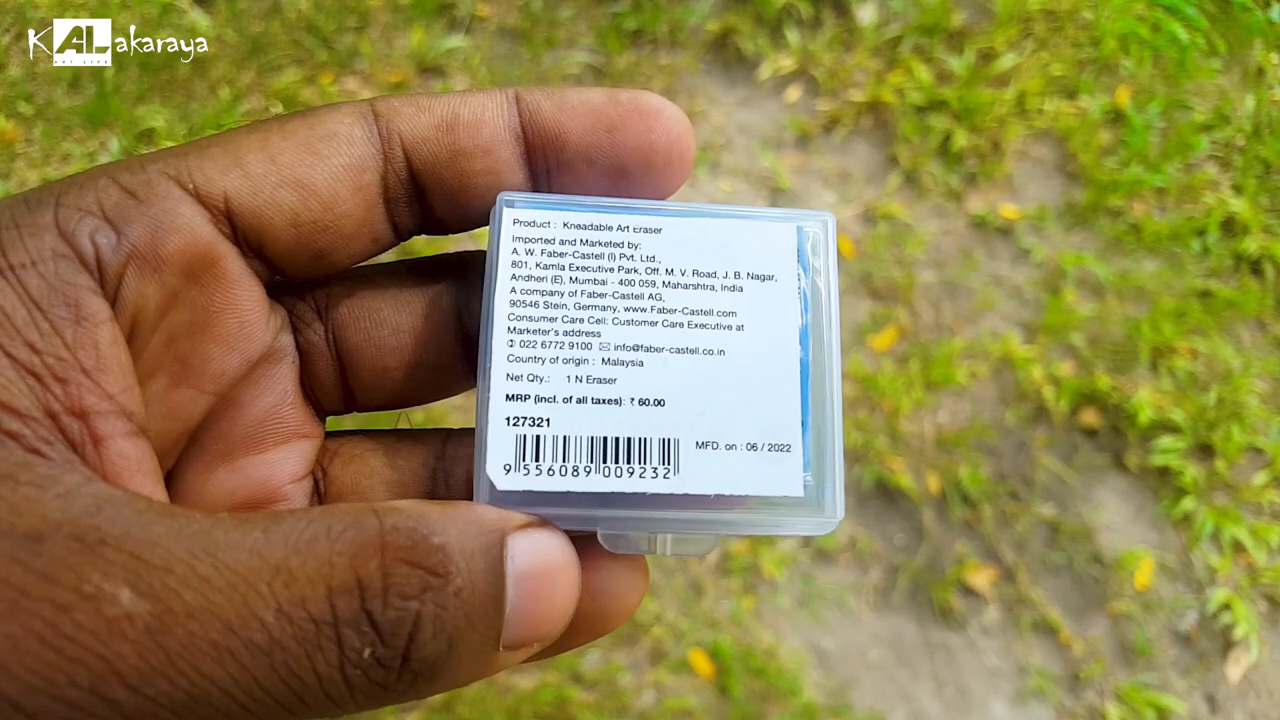 KALakaraya
ART LIFE
Product : Kneadable Art Eraser
Imported and Marketed by:
A. W. Faber-Castell (I) Pvt. Ltd.,
801, Kamla Executive Park, Off. M. V. Road, J. B. Nagar,
Andheri (E), Mumbai - 400 059, Maharshtra, India
A company of Faber-Castell AG,
90546 Stein, Germany, www.Faber-Castell.com
Consumer Care Cell: Customer Care Executive at
Marketer's address
✆ 022 6772 9100 ✉ info@faber-castell.co.in
Country of origin : Malaysia
Net Qty.: 1 N Eraser
MRP (incl. of all taxes): ₹ 60.00
127321
MFD. on : 06 / 2022
9 556089 009232